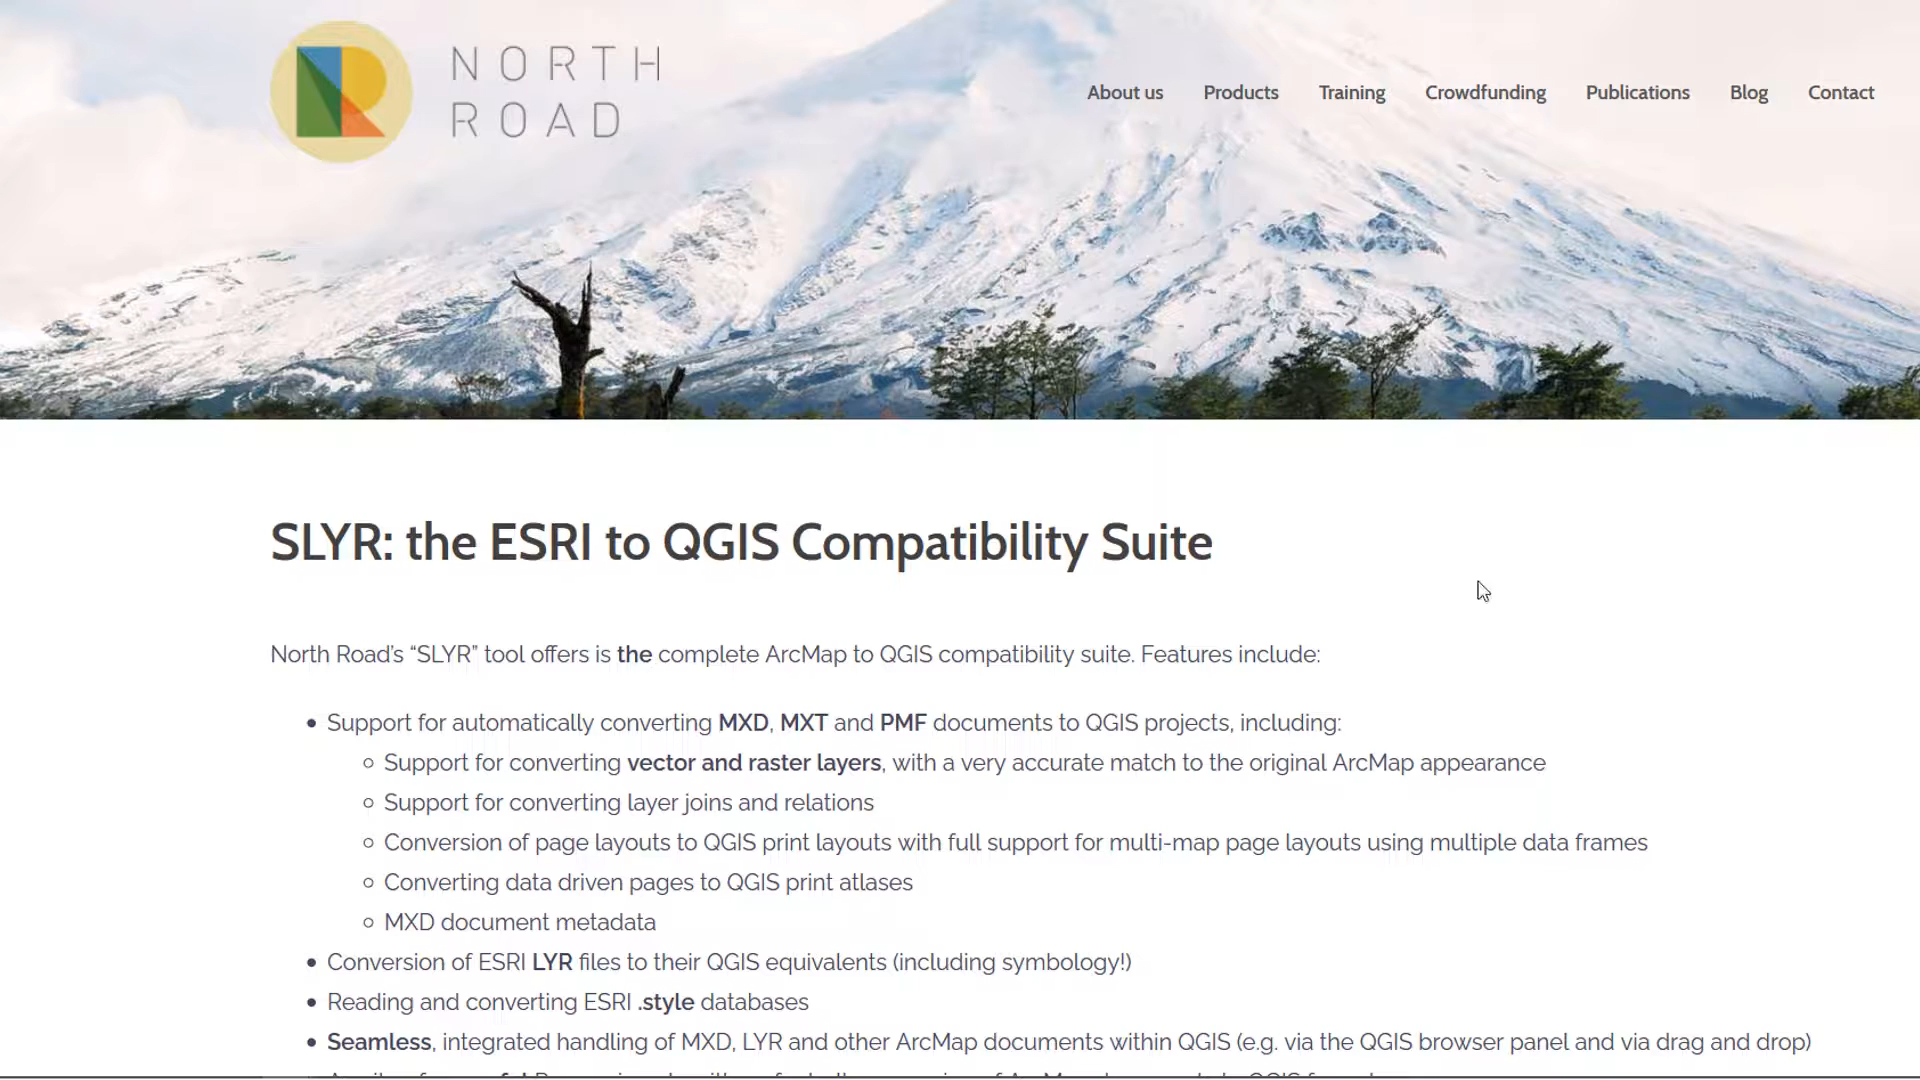 NORTH
ROAD
About us Products Training Crowdfunding Publications Blog Contact
SLYR: the ESRI to QGIS Compatibility Suite
North Road's “SLYR” tool offers is the complete ArcMap to QGIS compatibility suite. Features include:
Support for automatically converting MXD, MXT and PMF documents to QGIS projects, including:
Support for converting vector and raster layers, with a very accurate match to the original ArcMap appearance
Support for converting layer joins and relations
Conversion of page layouts to QGIS print layouts with full support for multi-map page layouts using multiple data frames
Converting data driven pages to QGIS print atlases
MXD document metadata
Conversion of ESRI LYR files to their QGIS equivalents (including symbology!)
Reading and converting ESRI .style databases
Seamless, integrated handling of MXD, LYR and other ArcMap documents within QGIS (e.g. via the QGIS browser panel and via drag and drop)